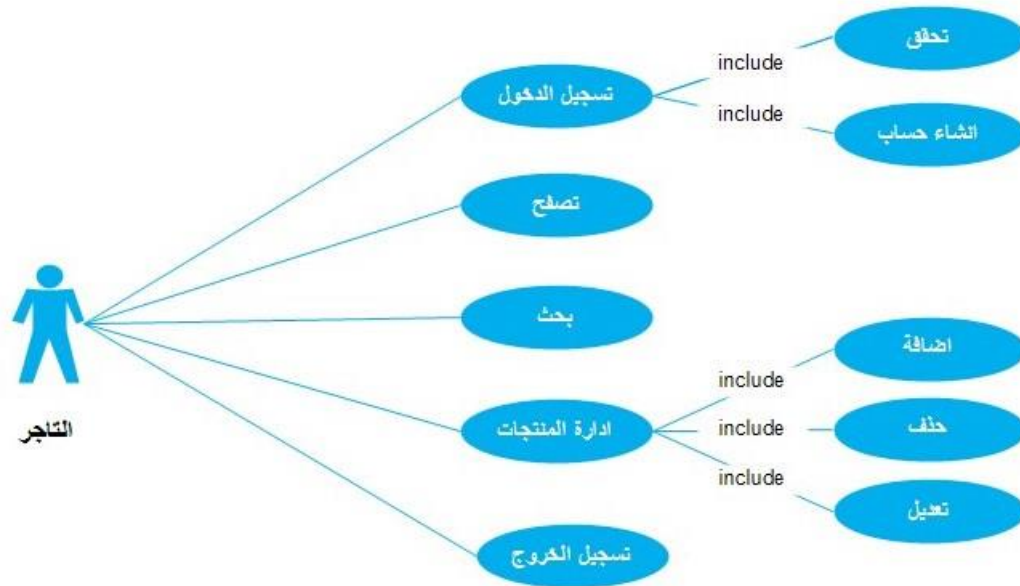 تحقق
include
تسجيل الدخول
include
انشاء حساب
تصفح
بحث
اضافة
include
ادارة المنتجات
include
حذف
include
تعديل
تسجيل الخروج
التاجر